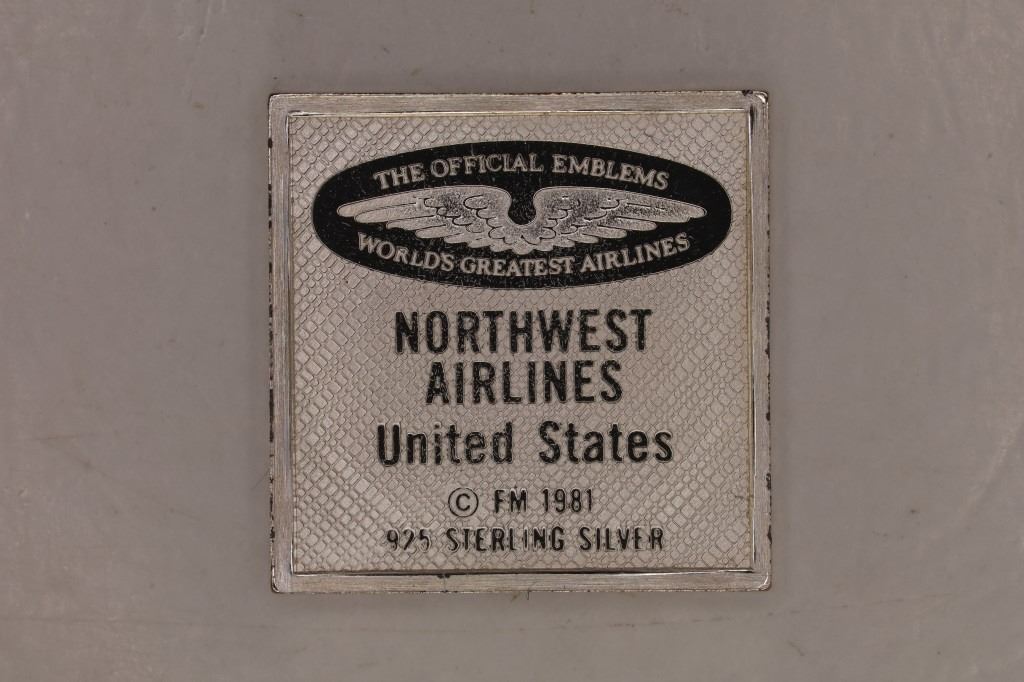 THE OFFICIAL EMBLEMS
WORLD'S GREATEST AIRLINES
NORTHWEST
AIRLINES
United States
© FM 1981
925 STERLING SILVER